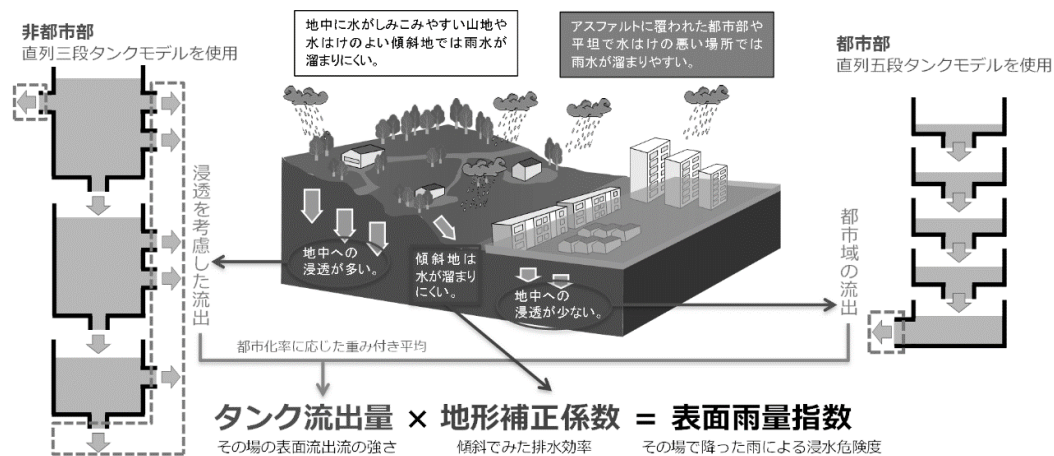 非都市部
直列三段タンクモデルを使用
地中に水がしみこみやすい山地や
水はけのよい傾斜地では雨水が
溜まりにくい。
アスファルトに覆われた都市部や
平坦で水はけの悪い場所では
雨水が溜まりやすい。
都市部
直列五段タンクモデルを使用
浸透を考慮した流出
地中への
浸透が多い。
傾斜地は
水が溜まり
にくい。
地中への
浸透が少ない。
都市域の流出
都市化率に応じた重み付き平均
タンク流出量 × 地形補正係数 = 表面雨量指数
その場の表面流出流の強さ 傾斜でみた排水効率 その場で降った雨による浸水危険度